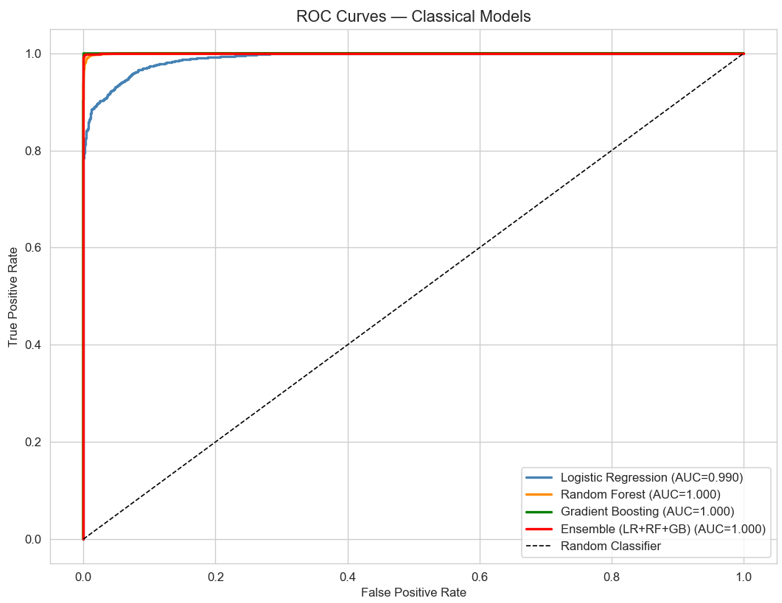 ROC Curves — Classical Models
True Positive Rate
1.0
0.8
0.6
0.4
0.2
0.0
0.0 0.2 0.4 0.6 0.8 1.0
False Positive Rate
Logistic Regression (AUC=0.990)
Random Forest (AUC=1.000)
Gradient Boosting (AUC=1.000)
Ensemble (LR+RF+GB) (AUC=1.000)
Random Classifier